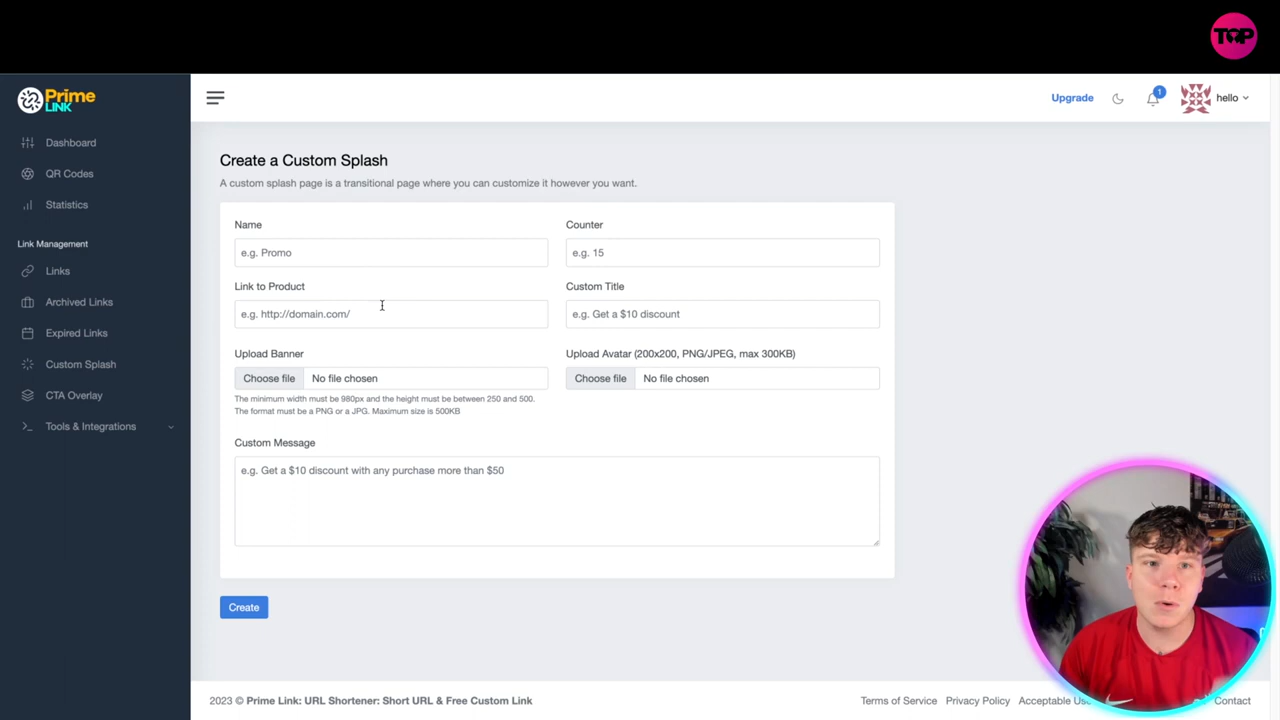 TOP
Prime
LINK
Upgrade
1
hello
Dashboard
QR Codes
Statistics
Link Management
Links
Archived Links
Expired Links
Custom Splash
CTA Overlay
Tools & Integrations
Create a Custom Splash
A custom splash page is a transitional page where you can customize it however you want.
Name
Counter
e.g. Promo
e.g. 15
Link to Product
Custom Title
e.g. http://domain.com/
e.g. Get a $10 discount
Upload Banner
Upload Avatar (200x200, PNG/JPEG, max 300KB)
Choose file No file chosen
Choose file No file chosen
The minimum width must be 980px and the height must be between 250 and 500.
The format must be a PNG or a JPG. Maximum size is 500KB
Custom Message
e.g. Get a $10 discount with any purchase more than $50
Create
2023 © Prime Link: URL Shortener: Short URL & Free Custom Link
Terms of Service Privacy Policy Acceptable Contact